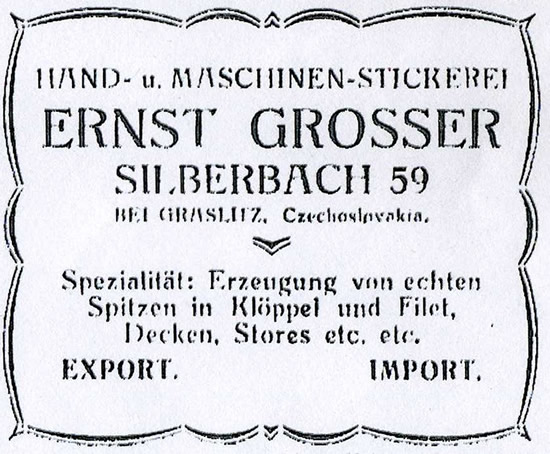 HAND- u. MASCHINEN-STICKEREI
ERNST GROSSER
SILBERBACH 59
BEI GRASLITZ, Czechoslovakia.
Spezialität: Erzeugung von echten
Spitzen in Klöppel und Filet,
Decken, Stores etc. etc.
EXPORT. IMPORT.